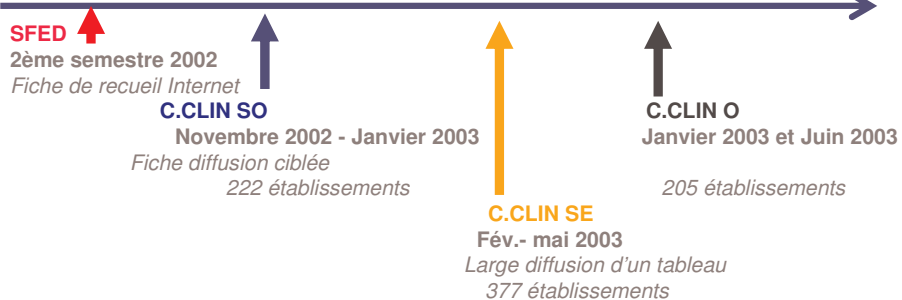 SFED
2ème semestre 2002
Fiche de recueil Internet
C.CLIN SO
Novembre 2002 - Janvier 2003
Fiche diffusion ciblée
222 établissements
C.CLIN SE
Fév.- mai 2003
Large diffusion d'un tableau
377 établissements
C.CLIN O
Janvier 2003 et Juin 2003
205 établissements